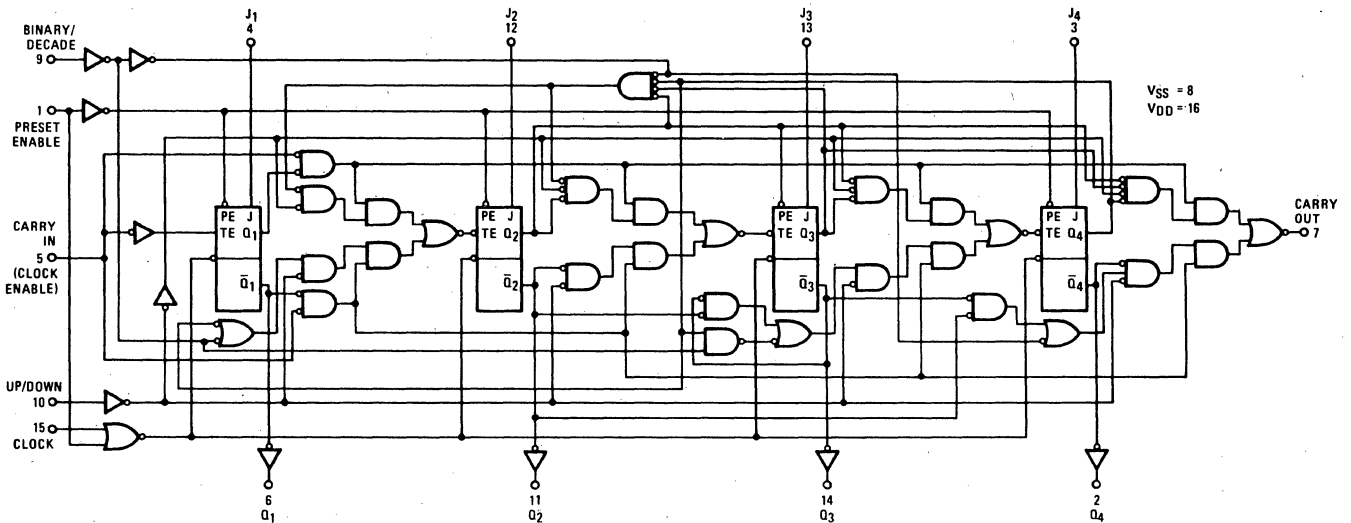 J1
4
J2
12
J3
13
J4
3
BINARY/
DECADE
9
VSS = 8
VDD = 16
1
PRESET
ENABLE
PE J
TE Q1
Q̅1
PE J
TE Q2
Q̅2
PE J
TE Q3
Q̅3
PE J
TE Q4
Q̅4
CARRY
OUT
7
CARRY
IN
5
(CLOCK
ENABLE)
UP/DOWN
10
15
CLOCK
6
Q1
11
Q2
14
Q3
2
Q4